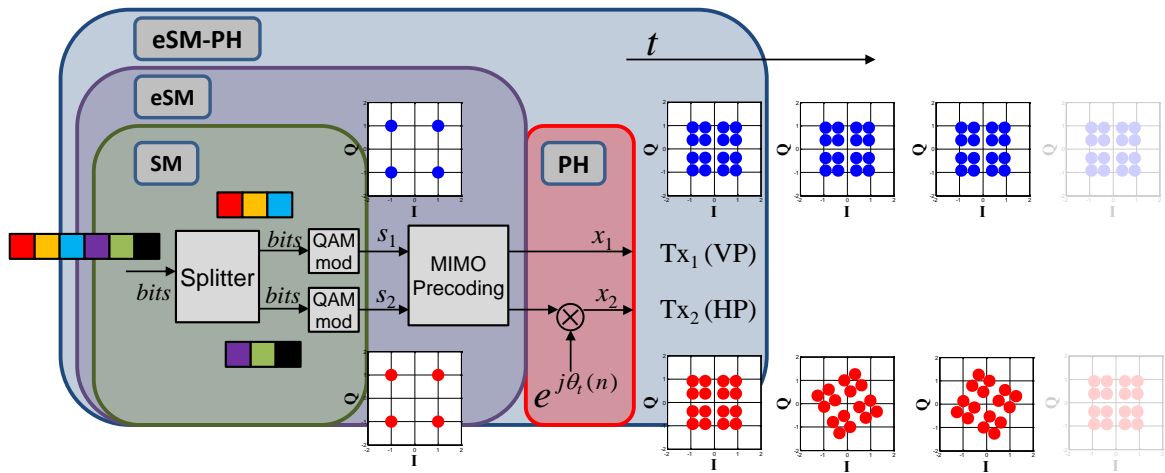 eSM-PH
t
eSM
SM
PH
Q
I
Q
I
Q
I
Q
I
Q
I
bits
Splitter
bits
bits
QAM
mod
QAM
mod
s1
s2
MIMO
Precoding
x1
x2
e^jθt(n)
Tx1 (VP)
Tx2 (HP)
Q
I
Q
I
Q
I
Q
I
Q
I